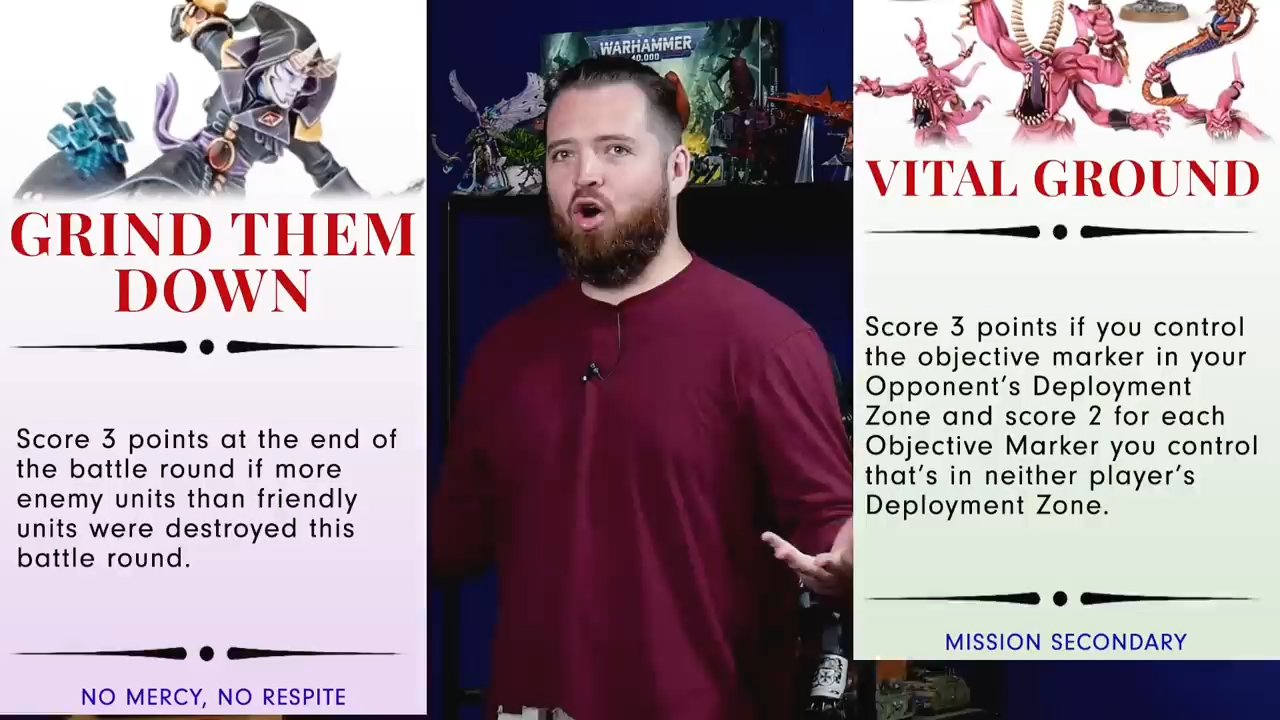 GRIND THEM
DOWN
Score 3 points at the end of
the battle round if more
enemy units than friendly
units were destroyed this
battle round.
NO MERCY, NO RESPITE
WARHAMMER
40,000
VITAL GROUND
Score 3 points if you control
the objective marker in your
Opponent's Deployment
Zone and score 2 for each
Objective Marker you control
that's in neither player's
Deployment Zone.
MISSION SECONDARY